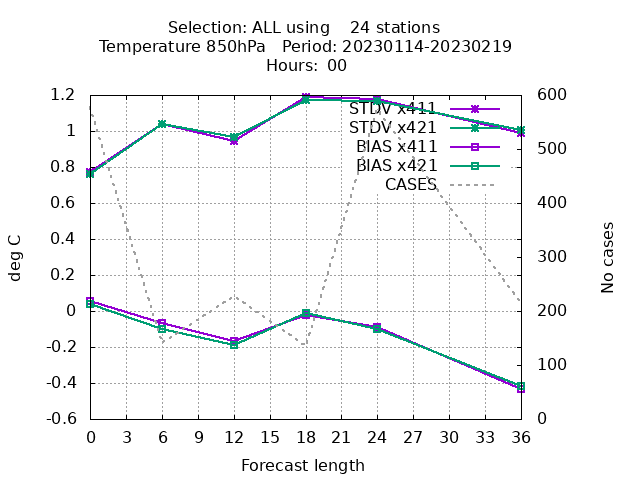 Selection: ALL using    24 stations
Temperature 850hPa   Period: 20230114-20230219
Hours:  00
1.2
1
0.8
0.6
0.4
0.2
0
-0.2
-0.4
-0.6
deg C
STDV x411
STDV x421
BIAS x411
BIAS x421
CASES
600
500
400
300
200
100
0
No cases
0 3 6 9 12 15 18 21 24 27 30 33 36
Forecast length